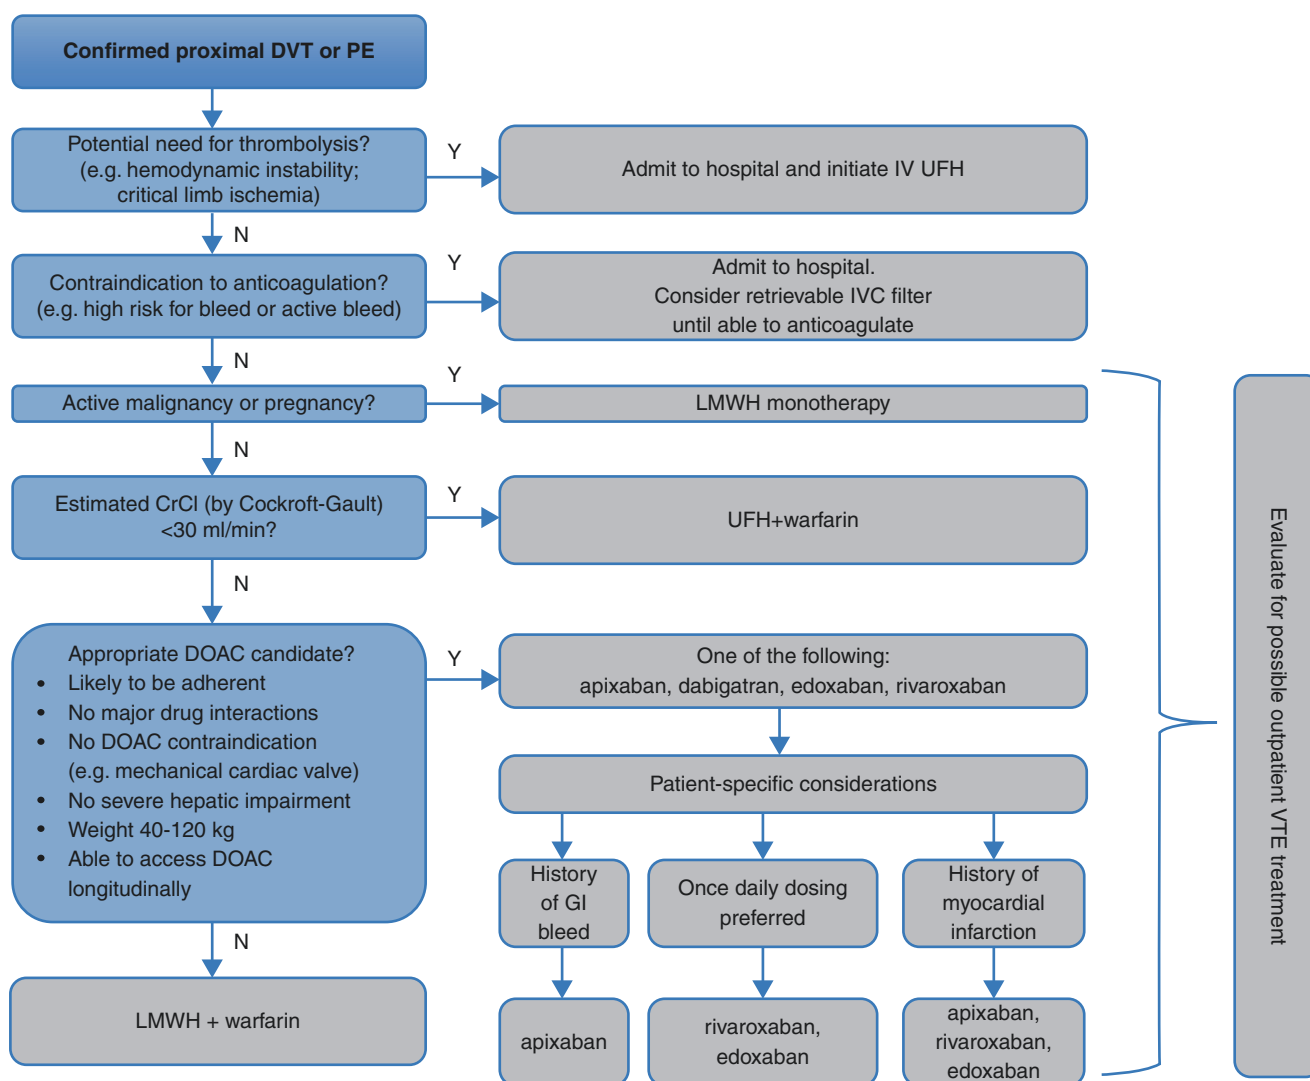 Confirmed proximal DVT or PE
Potential need for thrombolysis?
(e.g. hemodynamic instability;
critical limb ischemia)
Y
Admit to hospital and initiate IV UFH
N
Contraindication to anticoagulation?
(e.g. high risk for bleed or active bleed)
Y
Admit to hospital.
Consider retrievable IVC filter
until able to anticoagulate
N
Active malignancy or pregnancy?
Y
LMWH monotherapy
N
Estimated CrCl (by Cockroft-Gault)
<30 ml/min?
Y
UFH+warfarin
N
Appropriate DOAC candidate?
• Likely to be adherent
• No major drug interactions
• No DOAC contraindication
(e.g. mechanical cardiac valve)
• No severe hepatic impairment
• Weight 40-120 kg
• Able to access DOAC
longitudinally
Y
One of the following:
apixaban, dabigatran, edoxaban, rivaroxaban
Patient-specific considerations
History
of GI
bleed
Once daily dosing
preferred
History of
myocardial
infarction
apixaban
rivaroxaban,
edoxaban
apixaban,
rivaroxaban,
edoxaban
N
LMWH + warfarin
Evaluate for possible outpatient VTE treatment